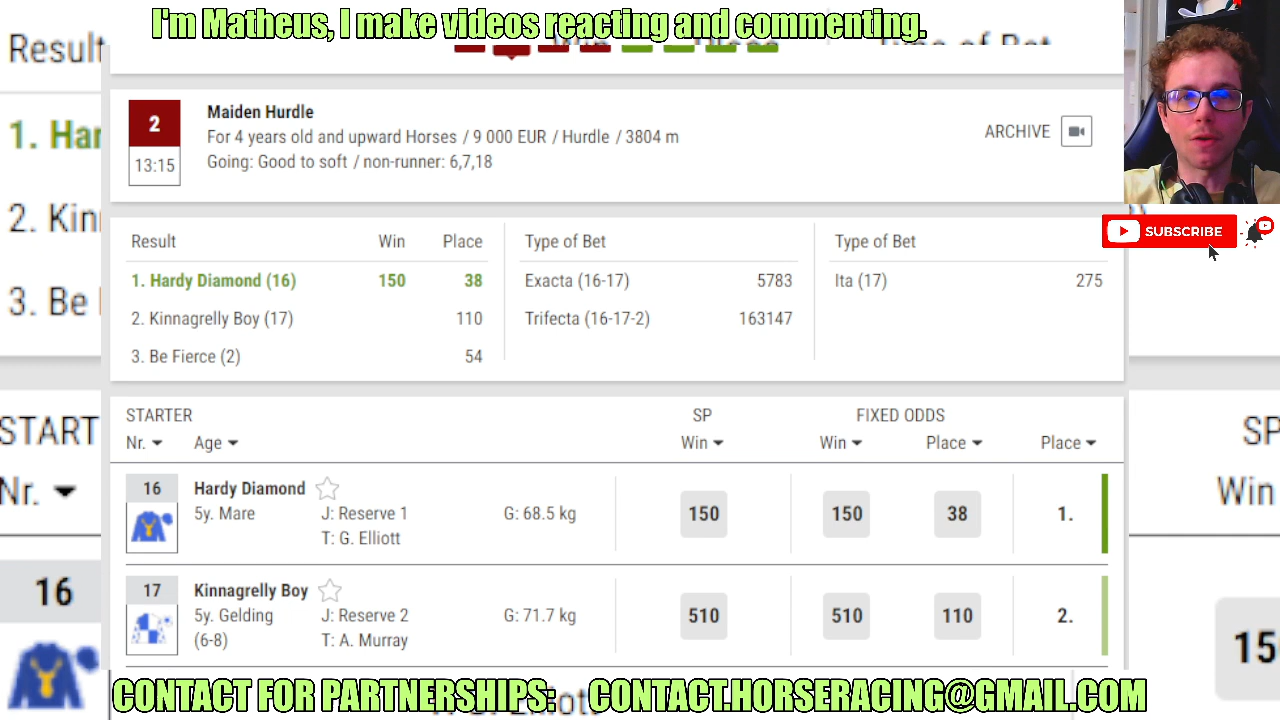 I'm Matheus, I make videos reacting and commenting.
Result
Type of Bet
2
Maiden Hurdle
For 4 years old and upward Horses / 9 000 EUR / Hurdle / 3804 m
Going: Good to soft / non-runner: 6,7,18
13:15
ARCHIVE
SUBSCRIBE
1. Har
2. Kin
3. Be
Result Win Place
1. Hardy Diamond (16) 150 38
2. Kinnagrelly Boy (17) 110
3. Be Fierce (2) 54
Type of Bet
Exacta (16-17) 5783
Trifecta (16-17-2) 163147
Type of Bet
Ita (17) 275
STARTER SP FIXED ODDS
Nr. Age Win Win Place Place
16 Hardy Diamond
5y. Mare J: Reserve 1 G: 68.5 kg 150 150 38 1.
T: G. Elliott
17 Kinnagrelly Boy
5y. Gelding J: Reserve 2 G: 71.7 kg 510 510 110 2.
(6-8) T: A. Murray
START
Nr.
16
SP
Win
15
CONTACT FOR PARTNERSHIPS: CONTACT.HORSERACING@GMAIL.COM